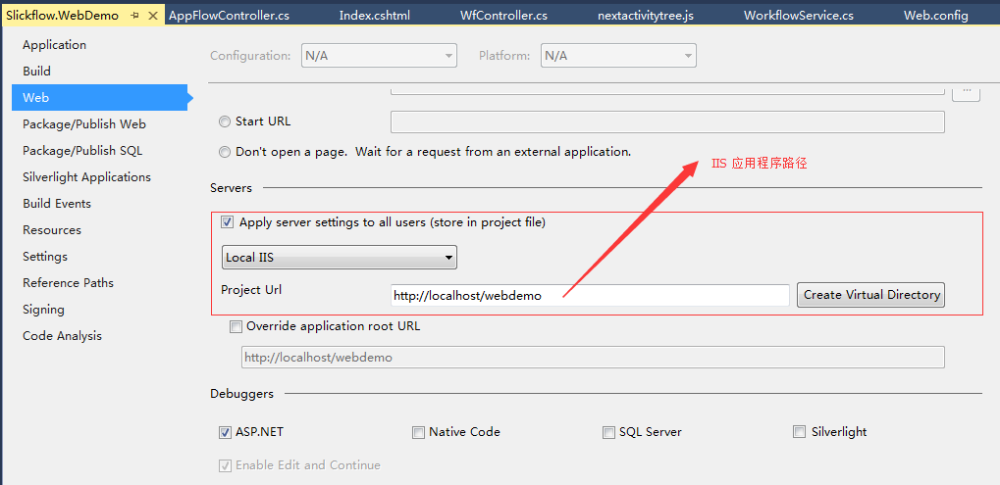 Slickflow.WebDemo AppFlowController.cs Index.cshtml WfController.cs nextactivitytree.js WorkflowService.cs Web.config
Application
Build
Web
Package/Publish Web
Package/Publish SQL
Silverlight Applications
Build Events
Resources
Settings
Reference Paths
Signing
Code Analysis
Configuration: N/A Platform: N/A
...
Start URL
Don't open a page. Wait for a request from an external application.
IIS 应用程序路径
Servers
Apply server settings to all users (store in project file)
Local IIS
Project Url http://localhost/webdemo Create Virtual Directory
Override application root URL
http://localhost/webdemo
Debuggers
ASP.NET Native Code SQL Server Silverlight
Enable Edit and Continue